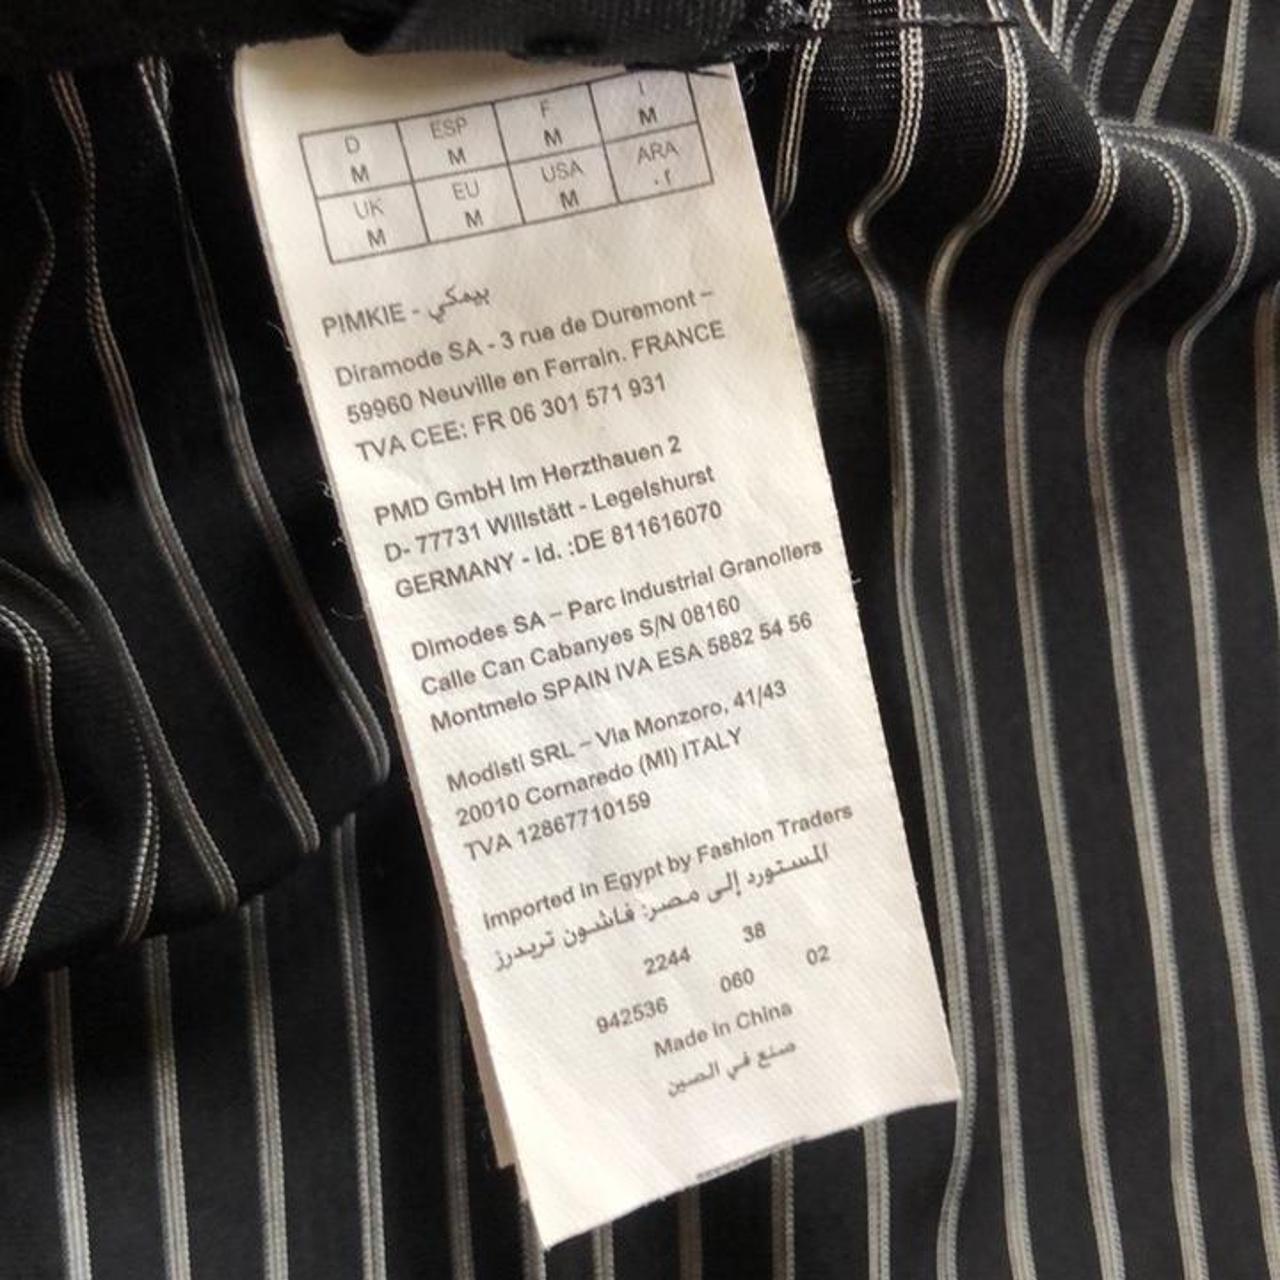 D ESP F I
M M M M
UK EU USA ARA
M M M
PIMKIE - بيمكي
Diramode SA - 3 rue de Duremont –
59960 Neuville en Ferrain. FRANCE
TVA CEE: FR 06 301 571 931
PMD GmbH Im Herzthauen 2
D- 77731 Willstätt - Legelshurst
GERMANY - Id. :DE 811616070
Dimodes SA – Parc Industrial Granollers
Calle Can Cabanyes S/N 08160
Montmelo SPAIN IVA ESA 5882 54 56
Modisti SRL – Via Monzoro, 41/43
20010 Cornaredo (MI) ITALY
TVA 12867710159
Imported in Egypt by Fashion Traders
المستورد إلى مصر: فاشون تريدرز
2244 38
942536 060 02
Made in China
صنع في الصين